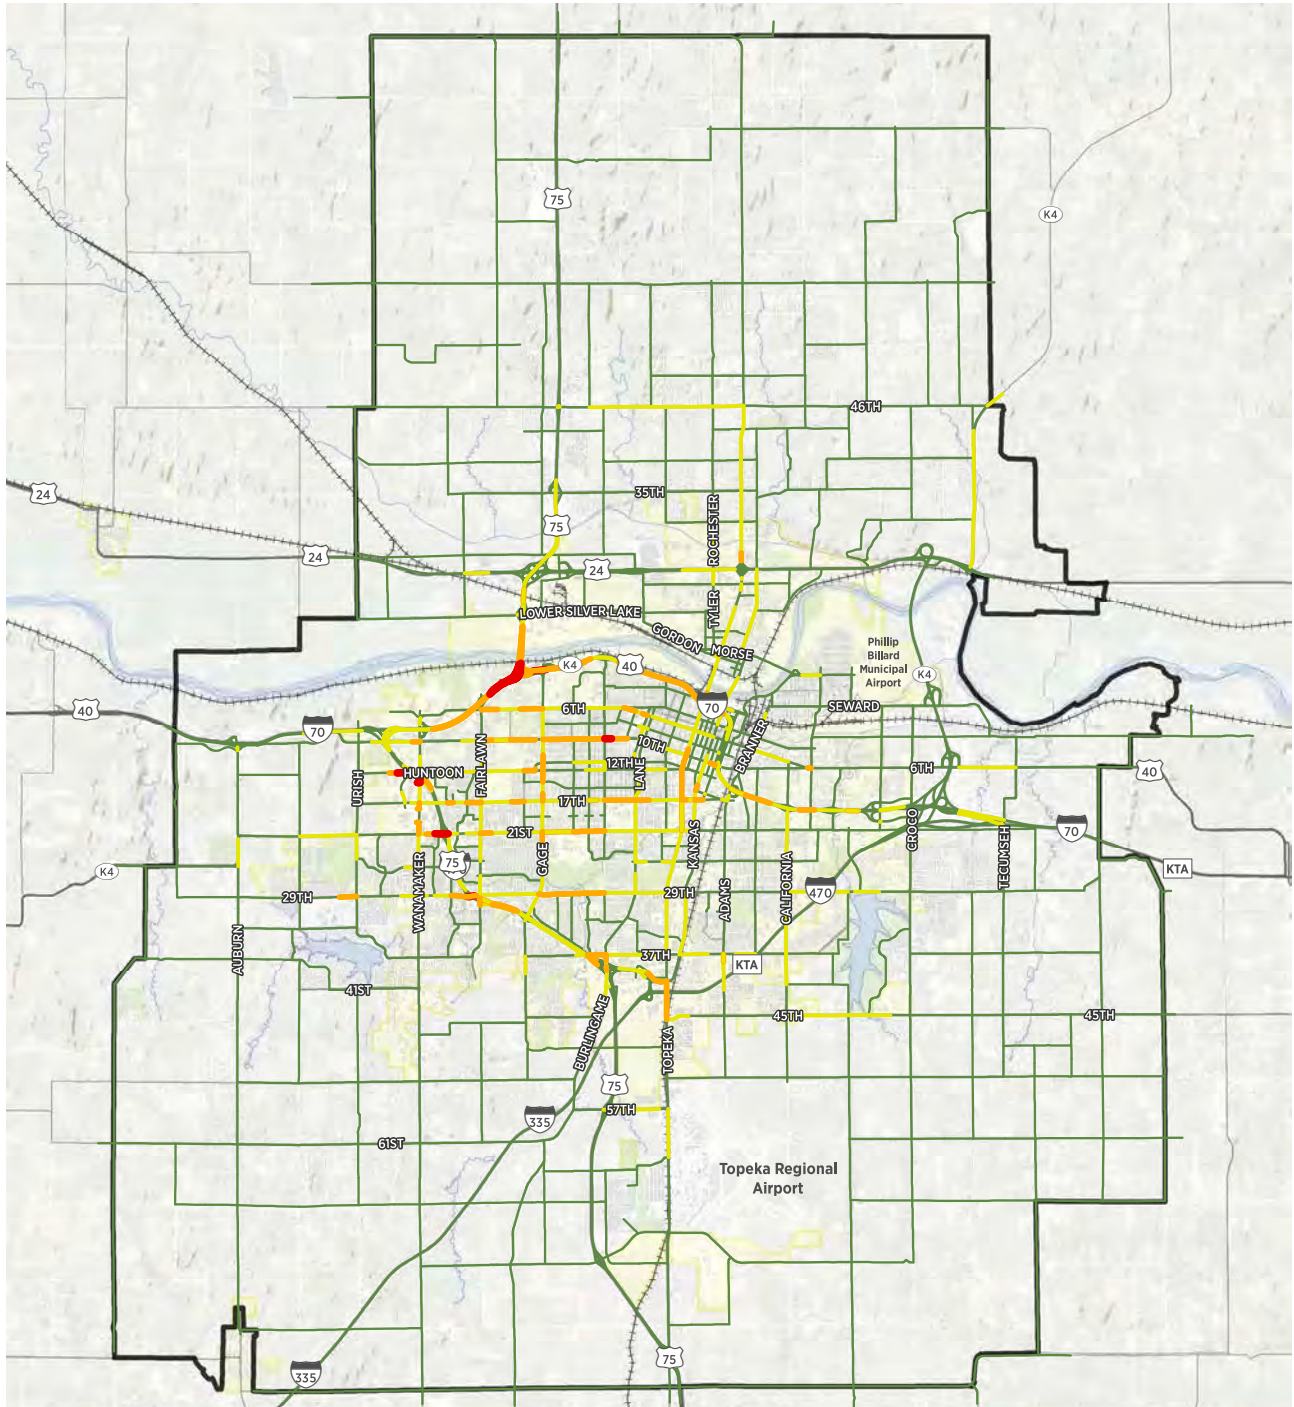 75
K4
46TH
24
35TH
ROCHESTER
75
24
24
TYLER
LOWER SILVER LAKE
GORDON
MORSE
Phillip
Billard
Municipal
Airport
K4
40
K4
40
70
6TH
70
SEWARD
10TH
BRANNER
FAIRLAWN
HUNTOON
12TH
LANE
6TH
40
URISH
17TH
21ST
KANSAS
CROCO
TECUMSEH
70
GAGE
75
K4
KTA
WANAMAKER
29TH
29TH
ADAMS
CALIFORNIA
470
AUBURN
37TH
KTA
41ST
BURLINGAME
45TH
45TH
TOPEKA
75
57TH
335
61ST
Topeka Regional
Airport
75
335